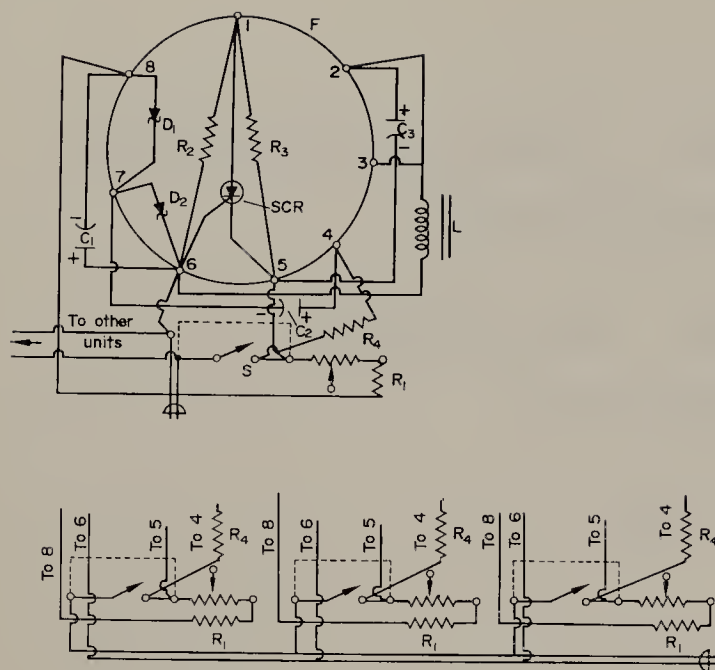 1
F
8
2
D1
+
C3
-
R2
R3
3
7
D2
SCR
L
-
C1
+
4
6
5
- C2 +
To other
units
R4
S
R1
To 8
To 6
To 5
To 4
R4
R1
To 8
To 6
To 5
To 4
R4
R1
To 8
To 6
To 5
To 4
R4
R1